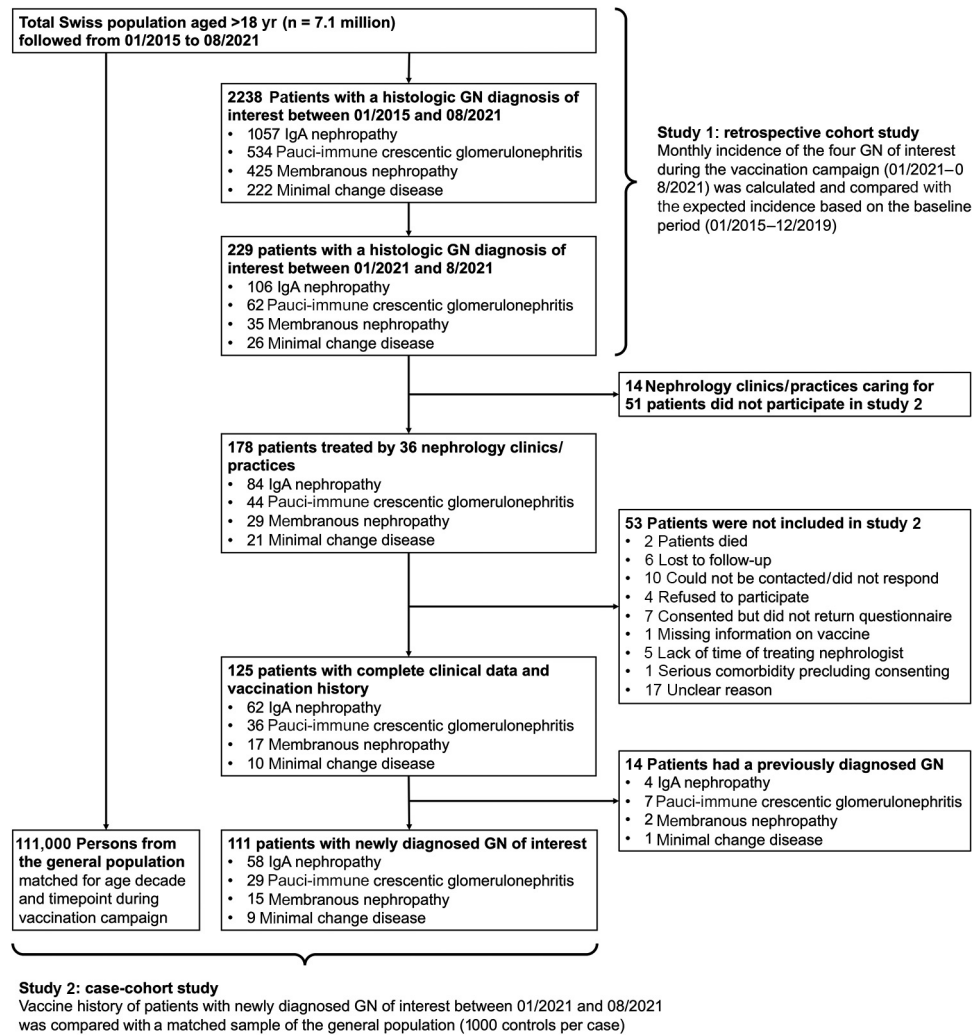 Total Swiss population aged >18 yr (n = 7.1 million)
followed from 01/2015 to 08/2021
2238 Patients with a histologic GN diagnosis of
interest between 01/2015 and 08/2021
• 1057 IgA nephropathy
• 534 Pauci-immune crescentic glomerulonephritis
• 425 Membranous nephropathy
• 222 Minimal change disease
Study 1: retrospective cohort study
Monthly incidence of the four GN of interest
during the vaccination campaign (01/2021–0
8/2021) was calculated and compared with
the expected incidence based on the baseline
period (01/2015–12/2019)
229 patients with a histologic GN diagnosis of
interest between 01/2021 and 8/2021
• 106 IgA nephropathy
• 62 Pauci-immune crescentic glomerulonephritis
• 35 Membranous nephropathy
• 26 Minimal change disease
14 Nephrology clinics/practices caring for
51 patients did not participate in study 2
178 patients treated by 36 nephrology clinics/
practices
• 84 IgA nephropathy
• 44 Pauci-immune crescentic glomerulonephritis
• 29 Membranous nephropathy
• 21 Minimal change disease
53 Patients were not included in study 2
• 2 Patients died
• 6 Lost to follow-up
• 10 Could not be contacted/did not respond
• 4 Refused to participate
• 7 Consented but did not return questionnaire
• 1 Missing information on vaccine
• 5 Lack of time of treating nephrologist
• 1 Serious comorbidity precluding consenting
• 17 Unclear reason
125 patients with complete clinical data and
vaccination history
• 62 IgA nephropathy
• 36 Pauci-immune crescentic glomerulonephritis
• 17 Membranous nephropathy
• 10 Minimal change disease
14 Patients had a previously diagnosed GN
• 4 IgA nephropathy
• 7 Pauci-immune crescentic glomerulonephritis
• 2 Membranous nephropathy
• 1 Minimal change disease
111,000 Persons from
the general population
matched for age decade
and timepoint during
vaccination campaign
111 patients with newly diagnosed GN of interest
• 58 IgA nephropathy
• 29 Pauci-immune crescentic glomerulonephritis
• 15 Membranous nephropathy
• 9 Minimal change disease
Study 2: case-cohort study
Vaccine history of patients with newly diagnosed GN of interest between 01/2021 and 08/2021
was compared with a matched sample of the general population (1000 controls per case)